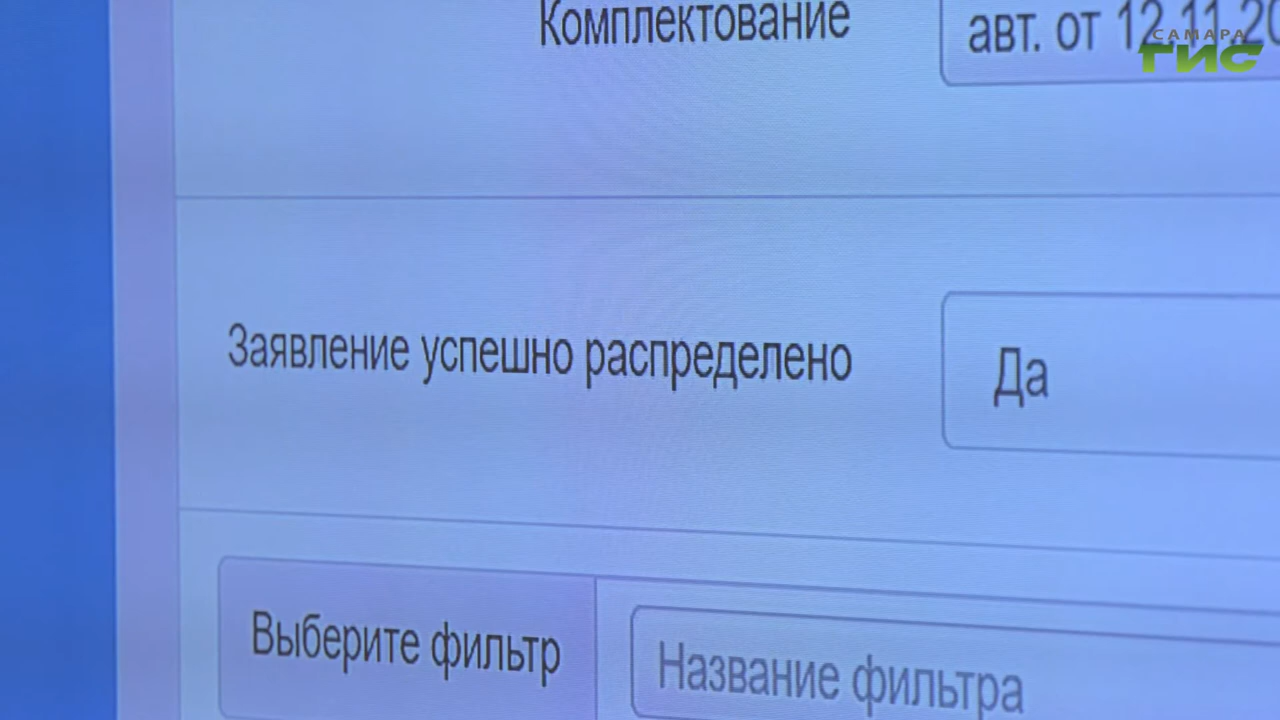 Комплектование
авт. от 12.11.20
САМАРА
ГИС
Заявление успешно распределено
Да
Выберите фильтр
Название фильтра